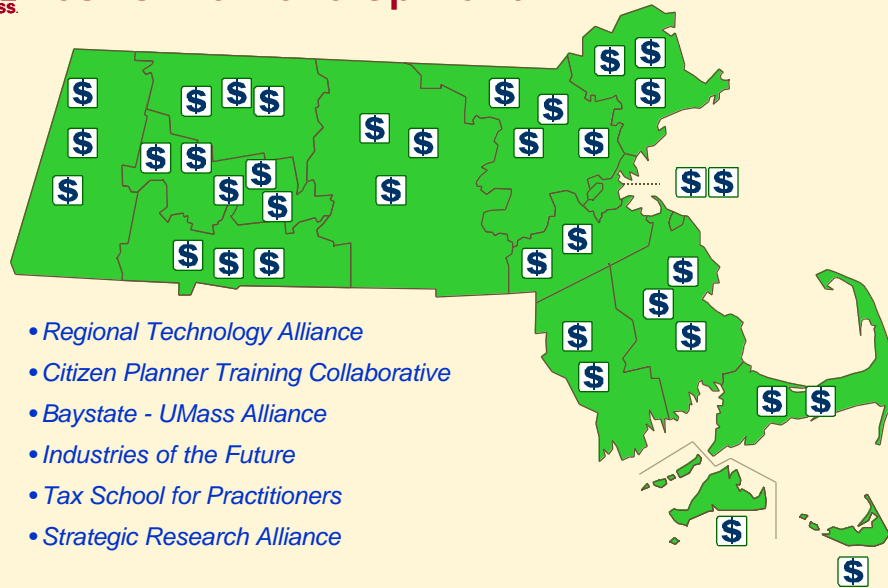 ss.
$
$ $
$
$ $ $ $
$
$ $ $
$ $
$ $ $ $ $
$
$ $ $ $
$
$
$
$
$ $ $ $
$
• Regional Technology Alliance
$ $
$
• Citizen Planner Training Collaborative
$ $
• Baystate - UMass Alliance
• Industries of the Future
• Tax School for Practitioners
$
• Strategic Research Alliance
$